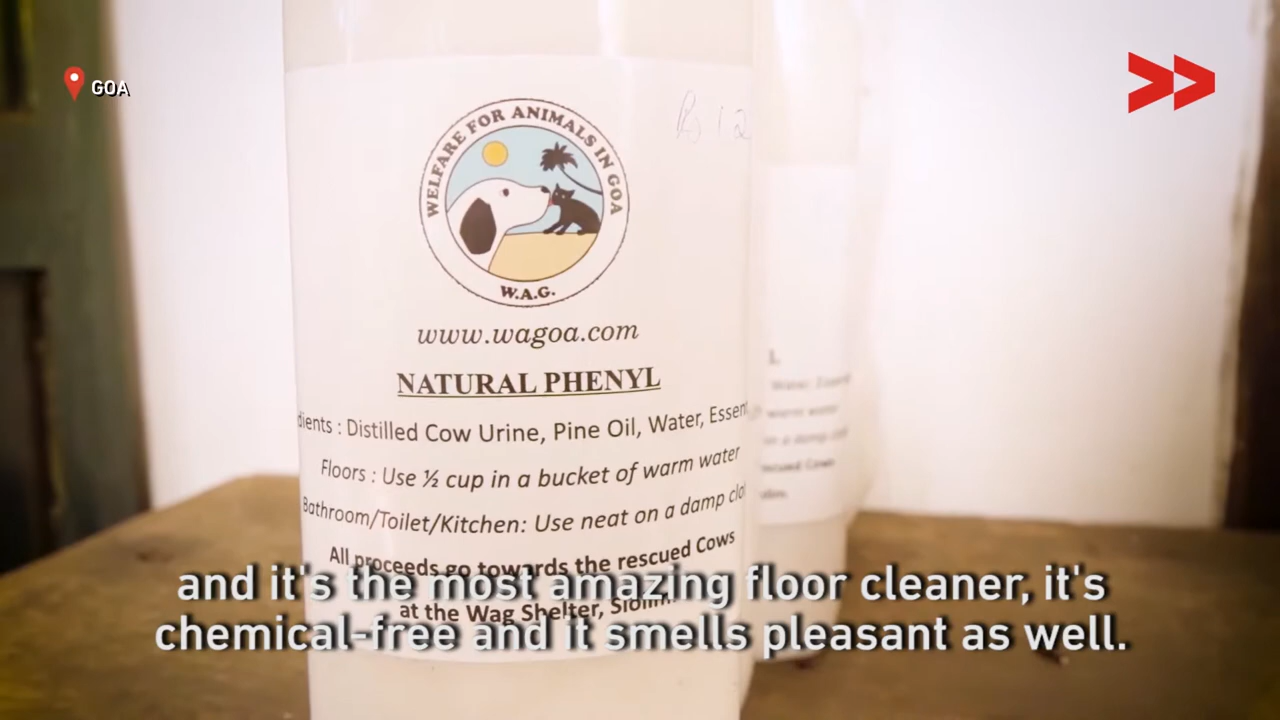 GOA
WELFARE FOR ANIMALS IN GOA
W.A.G.
www.wagoa.com
NATURAL PHENYL
dients : Distilled Cow Urine, Pine Oil, Water, Essen
Floors : Use ½ cup in a bucket of warm water
Bathroom/Toilet/Kitchen: Use neat on a damp clo
All proceeds go towards the rescued Cows
at the Wag Shelter, Siolim
and it's the most amazing floor cleaner, it's
chemical-free and it smells pleasant as well.